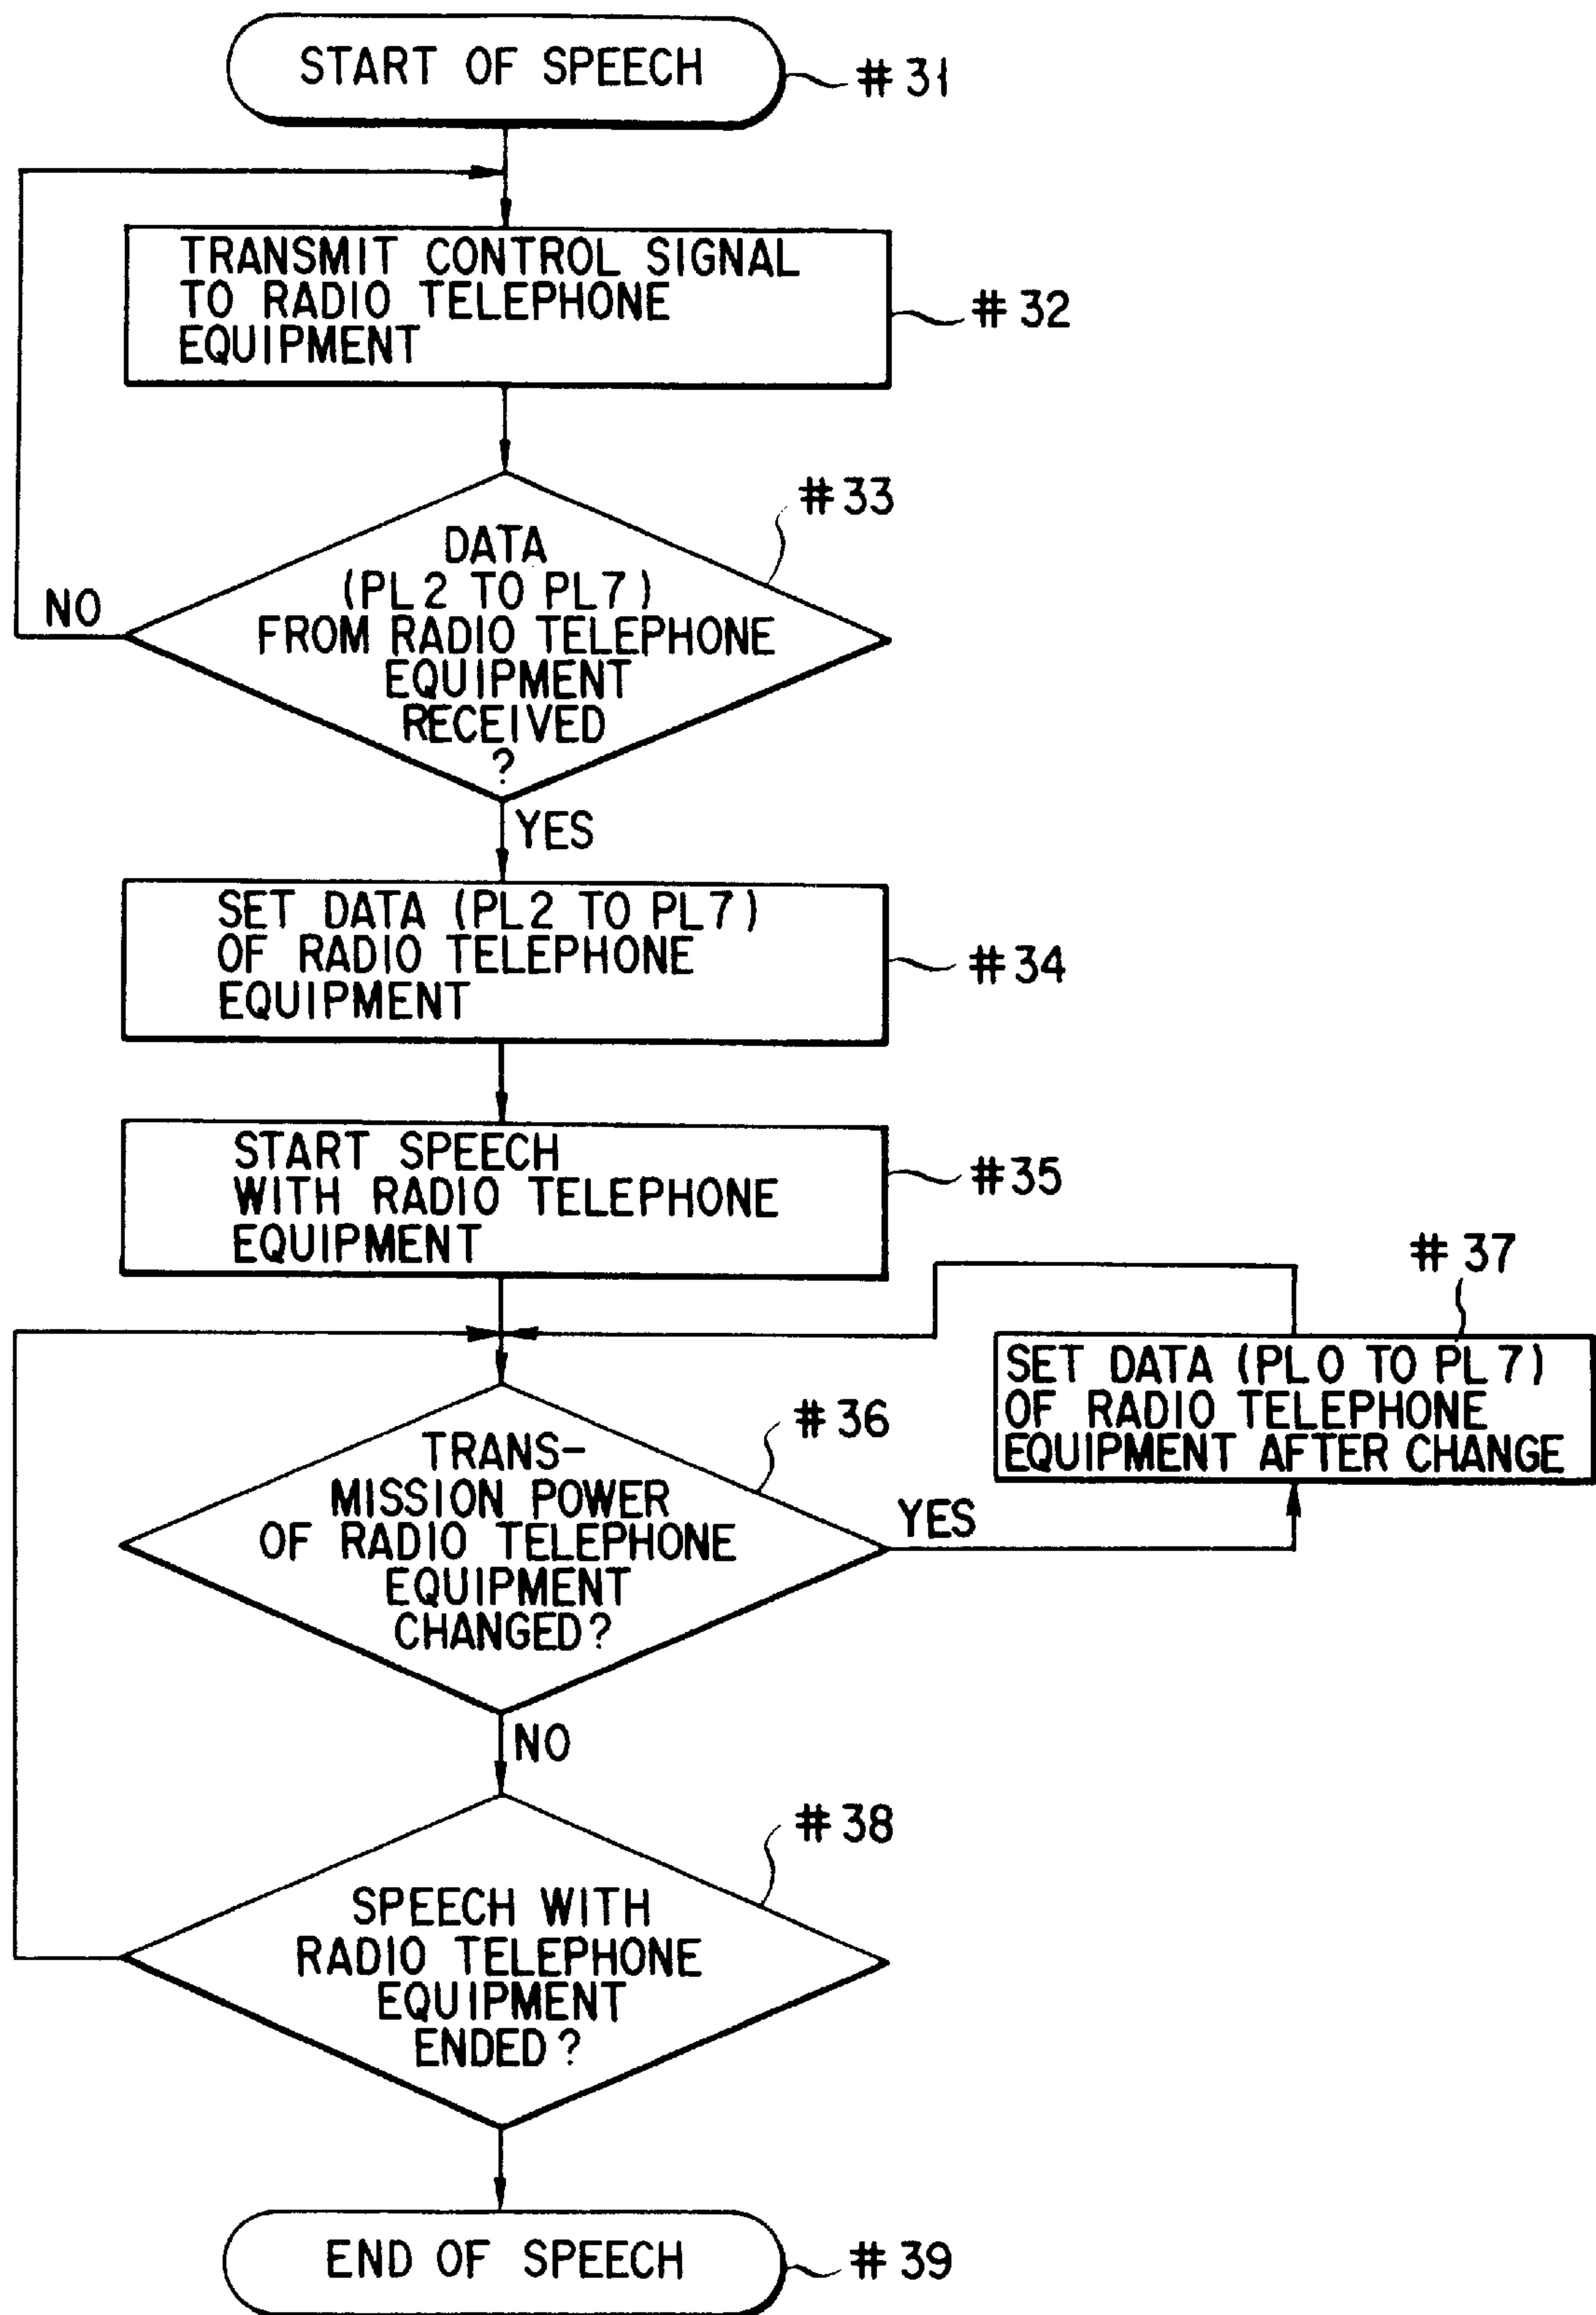 START OF SPEECH
# 31
TRANSMIT CONTROL SIGNAL
TO RADIO TELEPHONE
EQUIPMENT
# 32
# 33
DATA
(PL2 TO PL7)
FROM RADIO TELEPHONE
EQUIPMENT
RECEIVED
?
NO
YES
SET DATA (PL2 TO PL7)
OF RADIO TELEPHONE
EQUIPMENT
# 34
START SPEECH
WITH RADIO TELEPHONE
EQUIPMENT
# 35
# 37
SET DATA (PL0 TO PL7)
OF RADIO TELEPHONE
EQUIPMENT AFTER CHANGE
# 36
TRANS-
MISSION POWER
OF RADIO TELEPHONE
EQUIPMENT
CHANGED?
YES
NO
# 38
SPEECH WITH
RADIO TELEPHONE
EQUIPMENT
ENDED?
END OF SPEECH
# 39